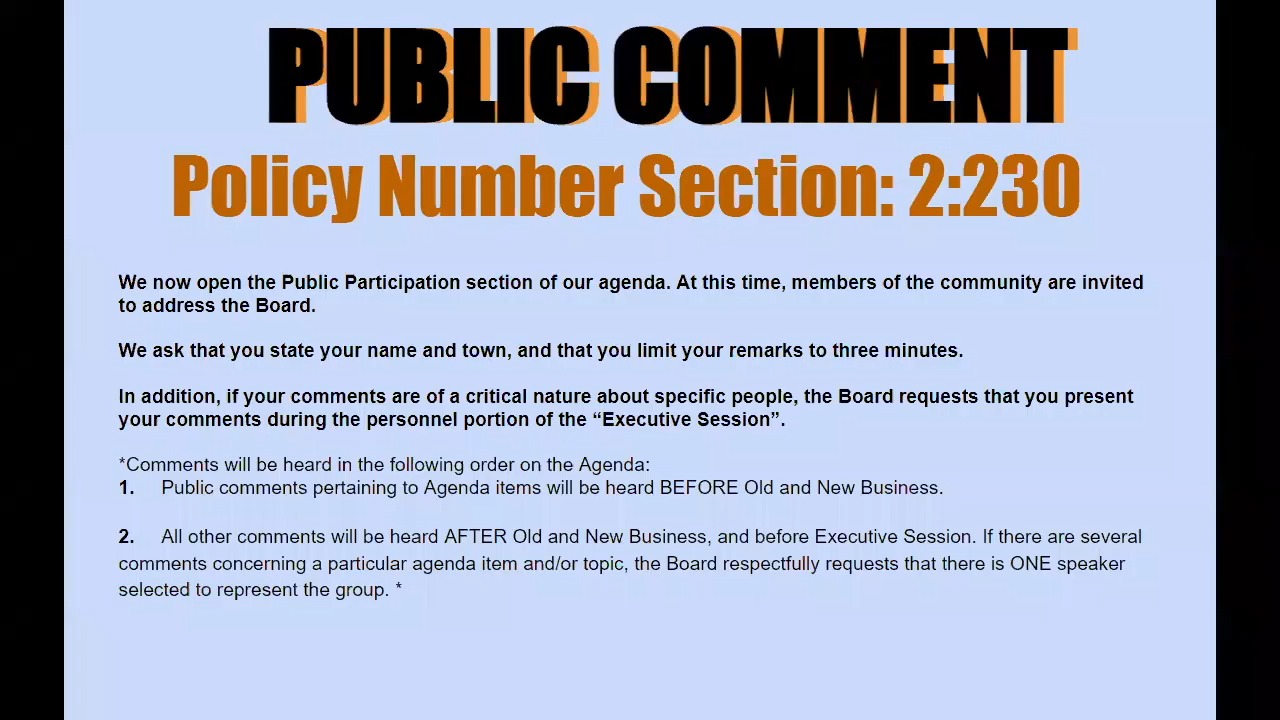 PUBLIC COMMENT
Policy Number Section: 2:230
We now open the Public Participation section of our agenda. At this time, members of the community are invited
to address the Board.
We ask that you state your name and town, and that you limit your remarks to three minutes.
In addition, if your comments are of a critical nature about specific people, the Board requests that you present
your comments during the personnel portion of the “Executive Session”.
*Comments will be heard in the following order on the Agenda:
1. Public comments pertaining to Agenda items will be heard BEFORE Old and New Business.
2. All other comments will be heard AFTER Old and New Business, and before Executive Session. If there are several
comments concerning a particular agenda item and/or topic, the Board respectfully requests that there is ONE speaker
selected to represent the group. *